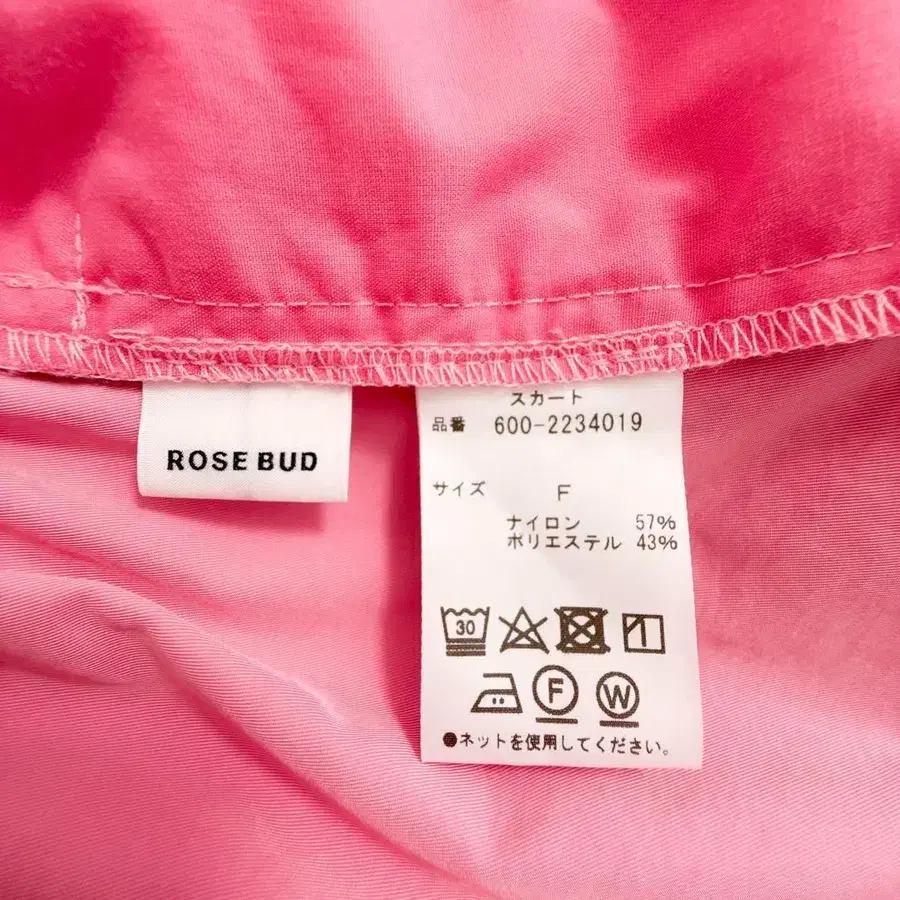 ROSE BUD
スカート
品番 600-2234019
サイズ F
ナイロン 57%
ポリエステル 43%
30
F W
●ネットを使用してください。